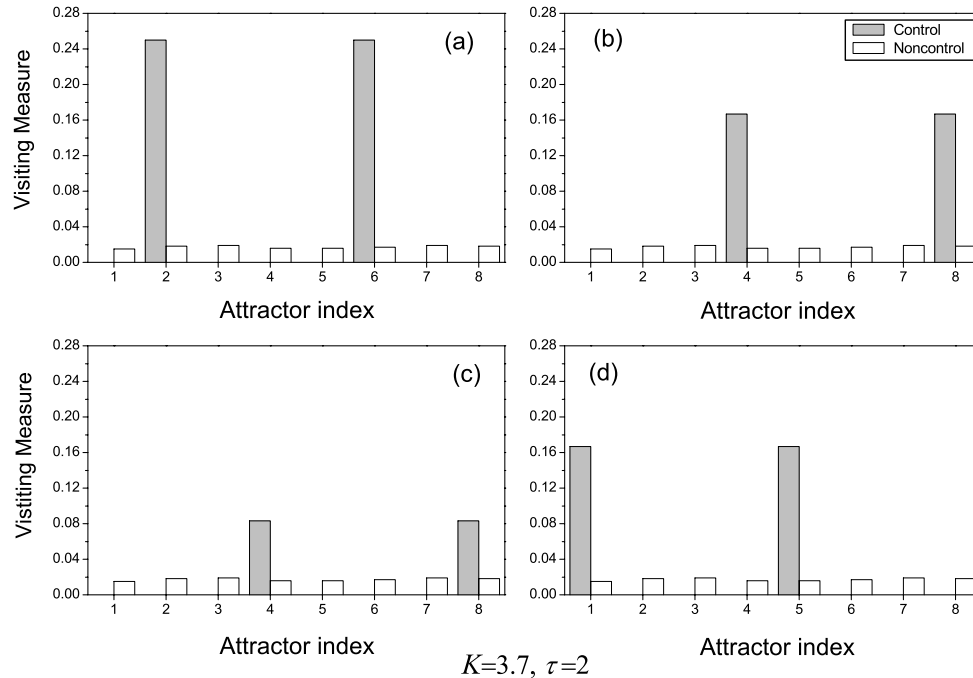 0.28
0.24
0.20
0.16
0.12
0.08
0.04
0.00
Visiting Measure
(a)
1 2 3 4 5 6 7 8
Attractor index
(b)
Control
Noncontrol
0.28
0.24
0.20
0.16
0.12
0.08
0.04
0.00
1 2 3 4 5 6 7 8
Attractor index
0.28
0.24
0.20
0.16
0.12
0.08
0.04
0.00
Vistiting Measure
(c)
1 2 3 4 5 6 7 8
Attractor index
(d)
0.28
0.24
0.20
0.16
0.12
0.08
0.04
0.00
1 2 3 4 5 6 7 8
Attractor index
K=3.7, τ=2